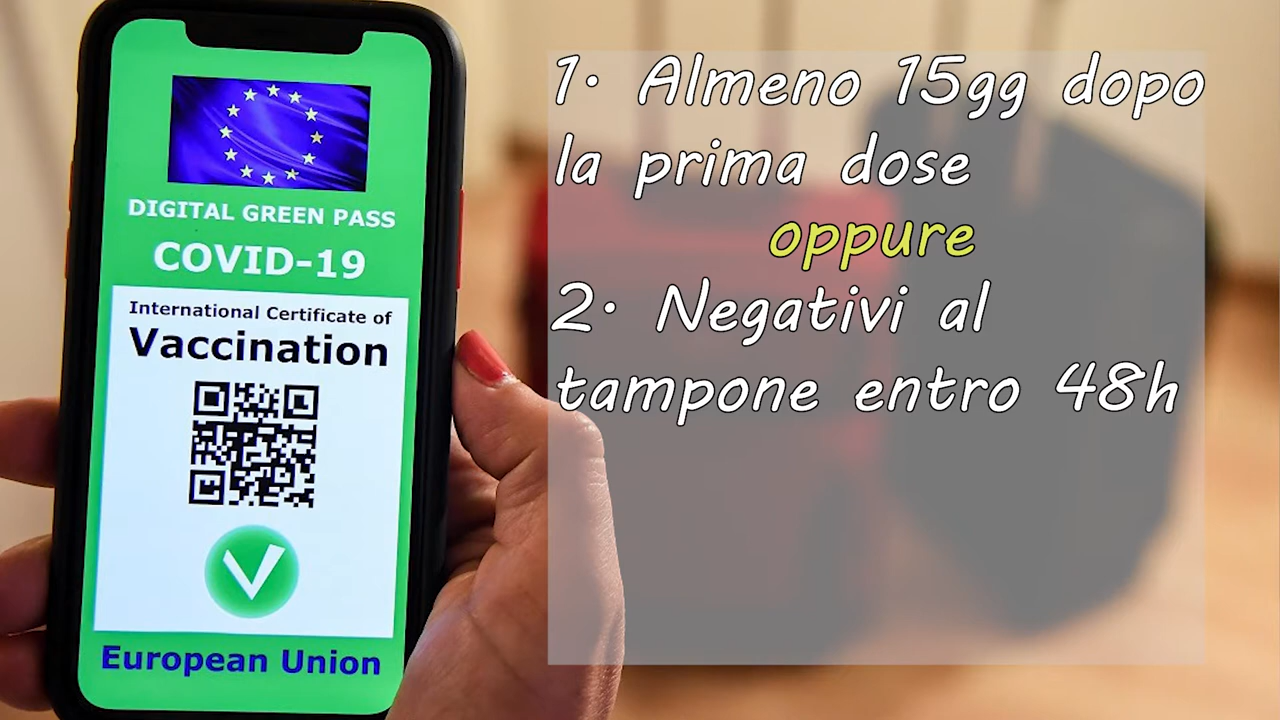 DIGITAL GREEN PASS
COVID-19
International Certificate of
Vaccination
European Union
1. Almeno 15gg dopo
la prima dose
oppure
2. Negativi al
tampone entro 48h